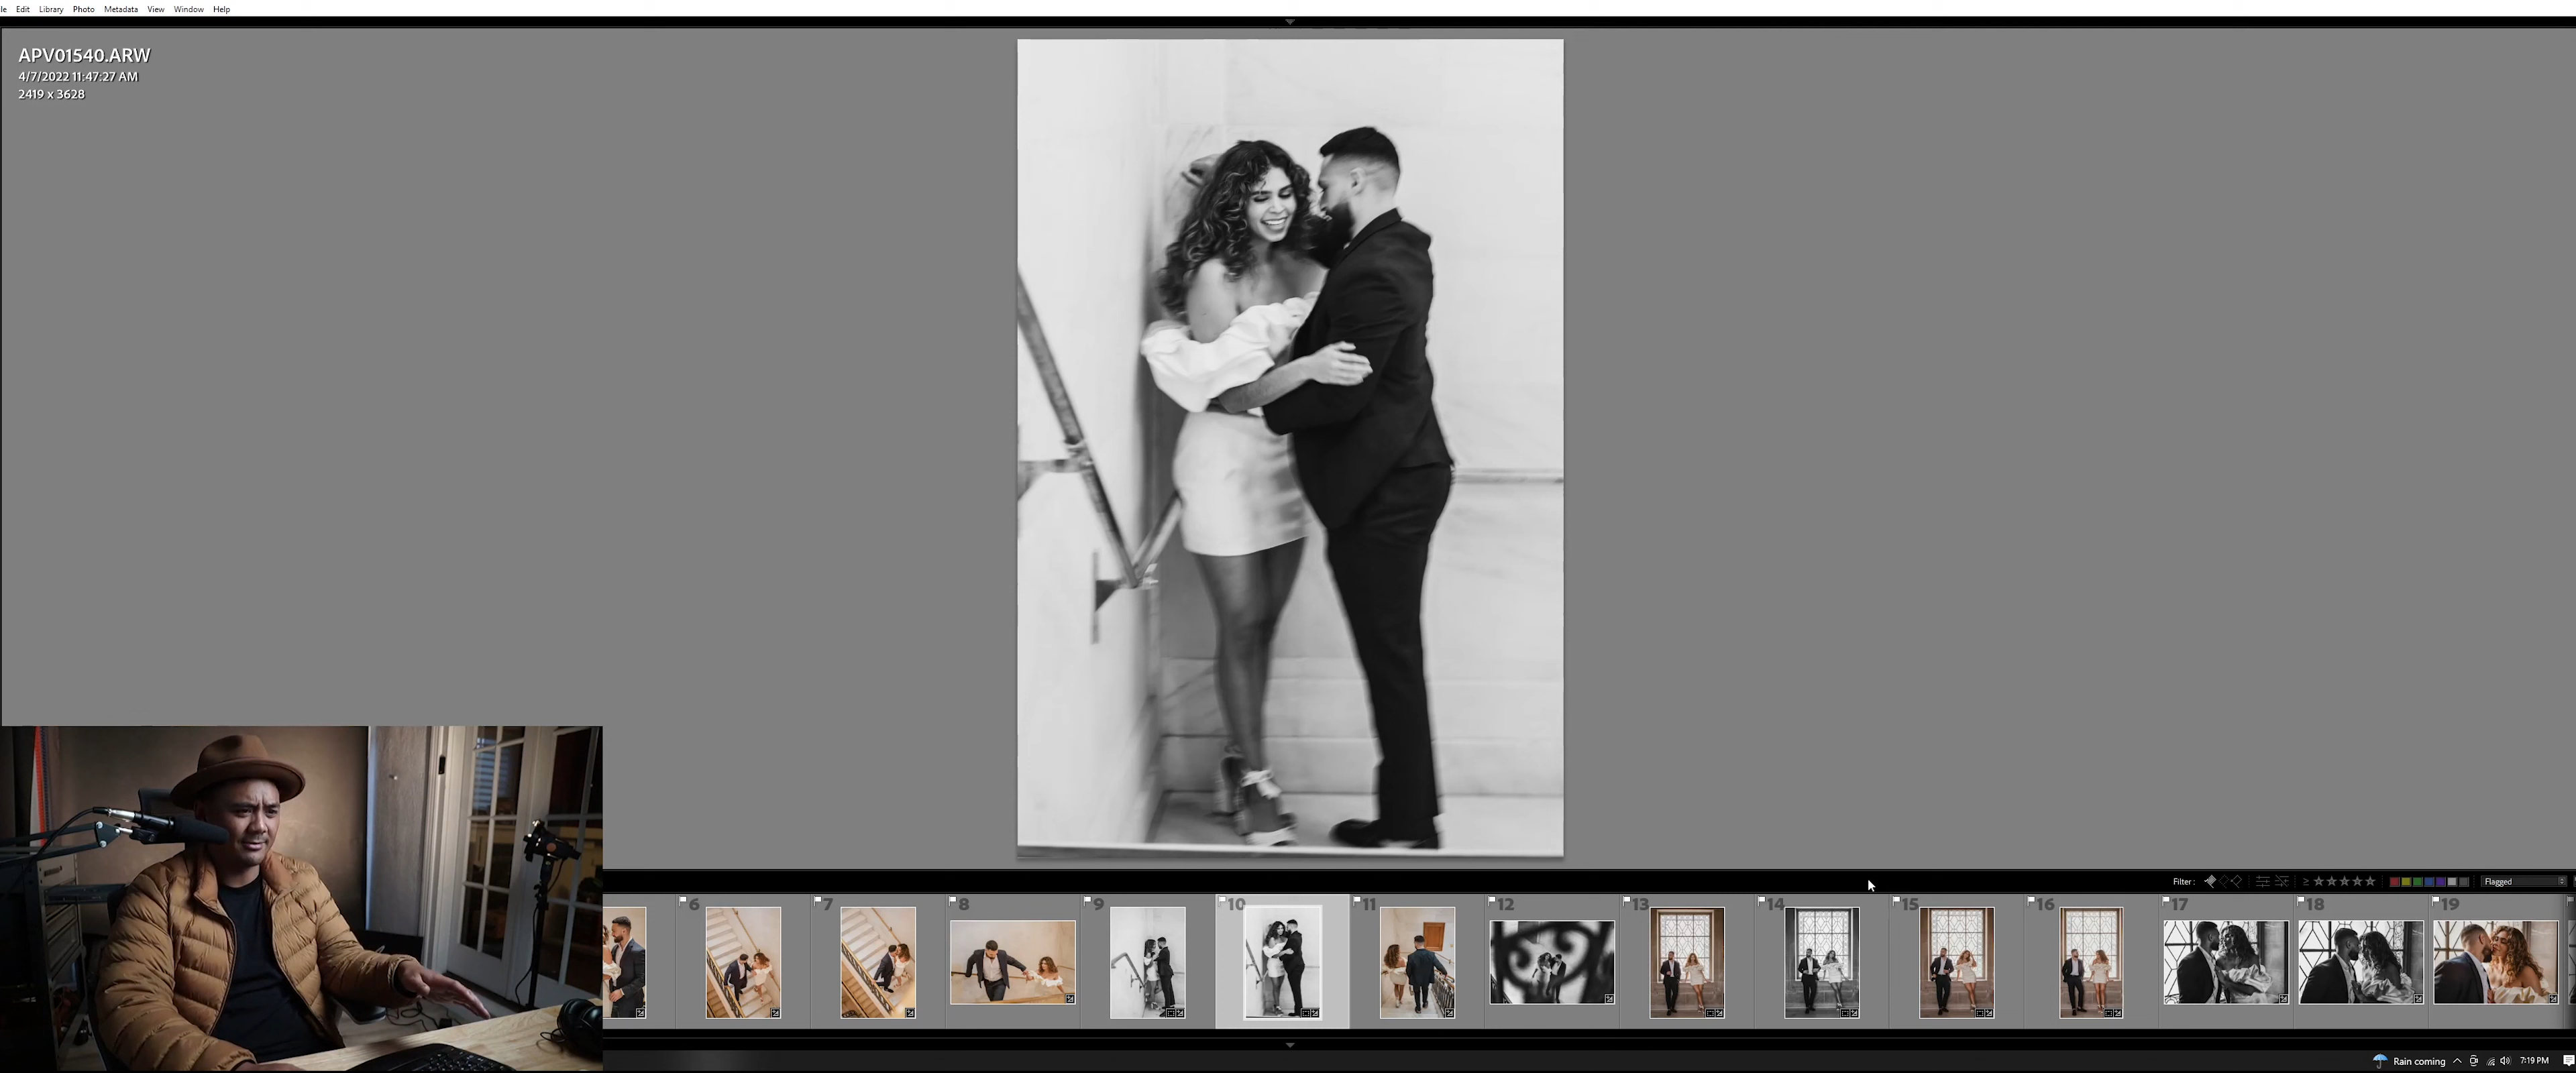 le Edit Library Photo Metadata View Window Help
APV01540.ARW
4/7/2022 11:47:27 AM
2419 x 3628
Filter : ≥ Flagged
6 7 8 9 10 11 12 13 14 15 16 17 18 19
Rain coming 7:19 PM